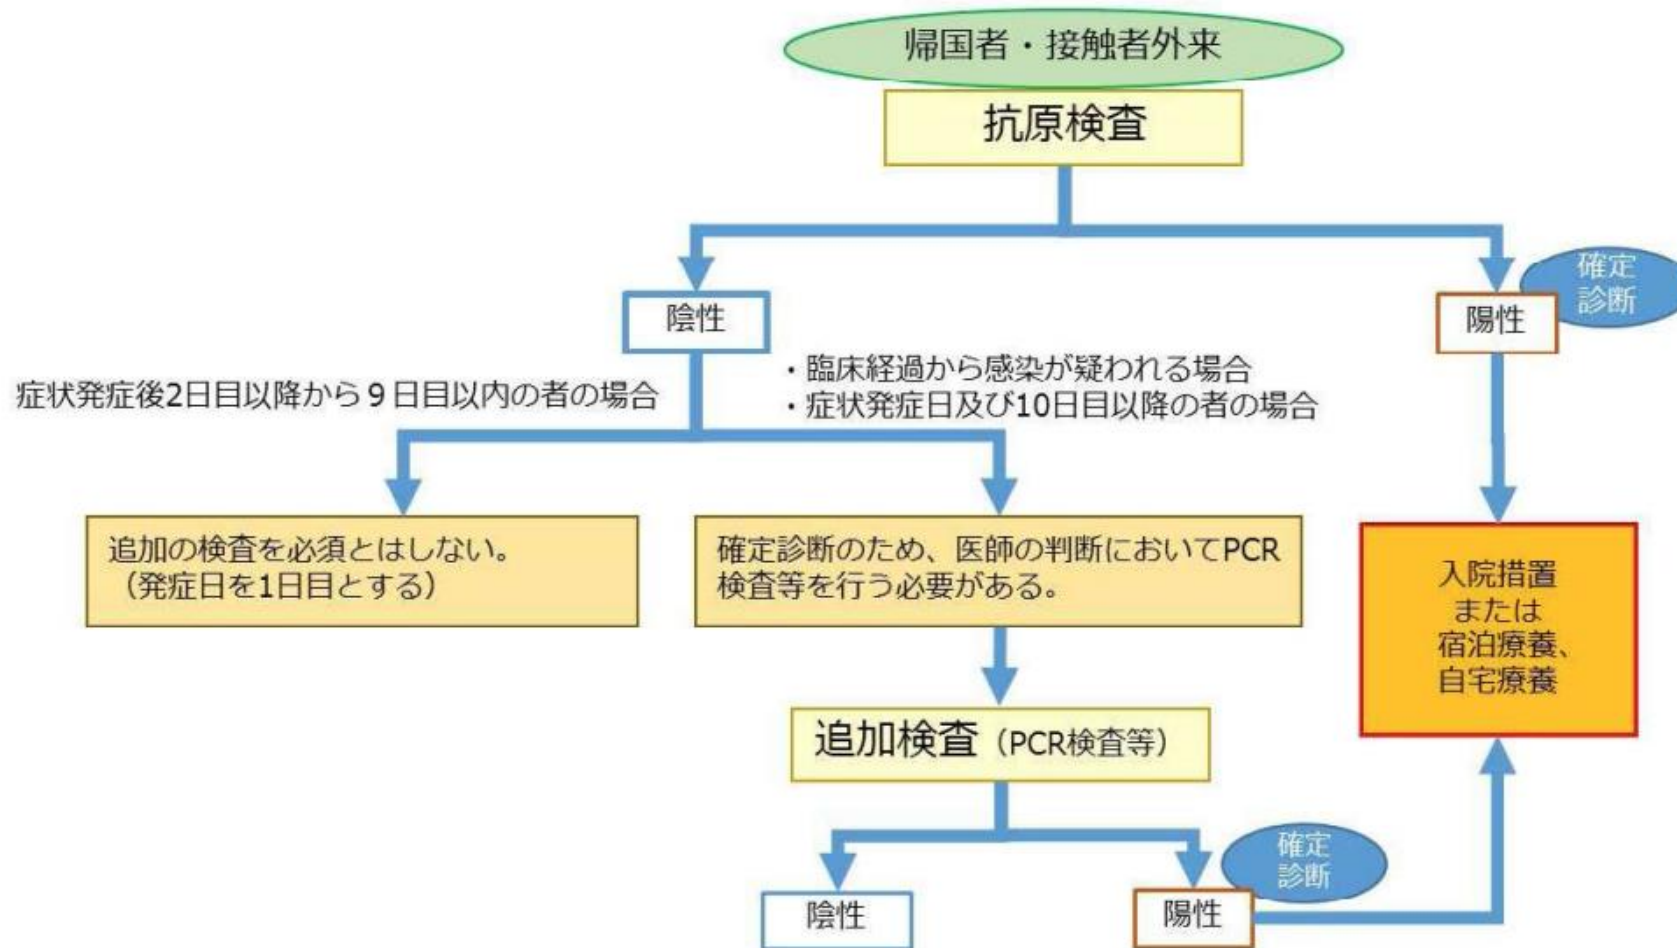 帰国者・接触者外来
抗原検査
確定
診断
陰性
陽性
症状発症後2日目以降から９日目以内の者の場合
・臨床経過から感染が疑われる場合
・症状発症日及び10日目以降の者の場合
追加の検査を必須とはしない。
（発症日を1日目とする）
確定診断のため、医師の判断においてPCR
検査等を行う必要がある。
入院措置
または
宿泊療養、
自宅療養
追加検査（PCR検査等）
確定
診断
陰性
陽性